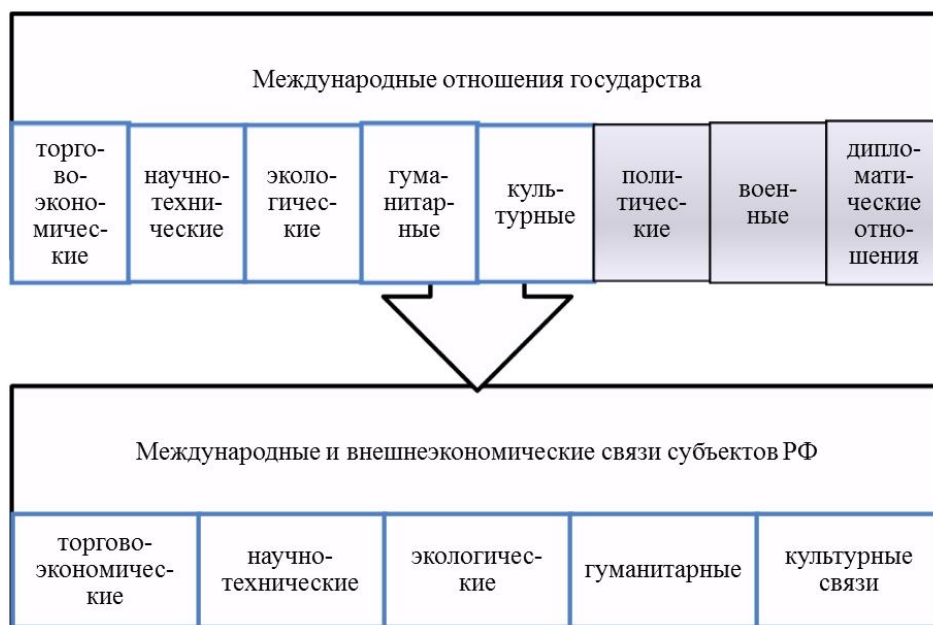 Международные отношения государства
торго-
во-
эконо-
мичес-
кие
научно-
техни-
ческие
эколо-
гичес-
кие
гума-
нитар-
ные
куль-
турные
поли-
тичес-
кие
воен-
ные
дипло-
мати-
ческие
отно-
шения
Международные и внешнеэкономические связи субъектов РФ
торгово-
экономичес-
кие
научно-
технические
экологичес-
кие
гуманитарные
культурные
связи